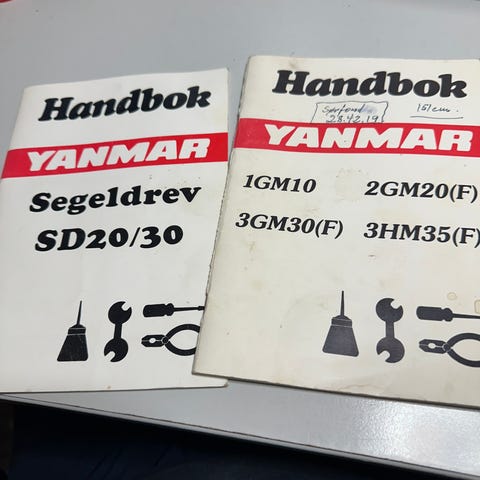 Handbok
YANMAR
Segeldrev
SD20/30
Handbok
YANMAR
1GM10 2GM20(F)
3GM30(F) 3HM35(F)